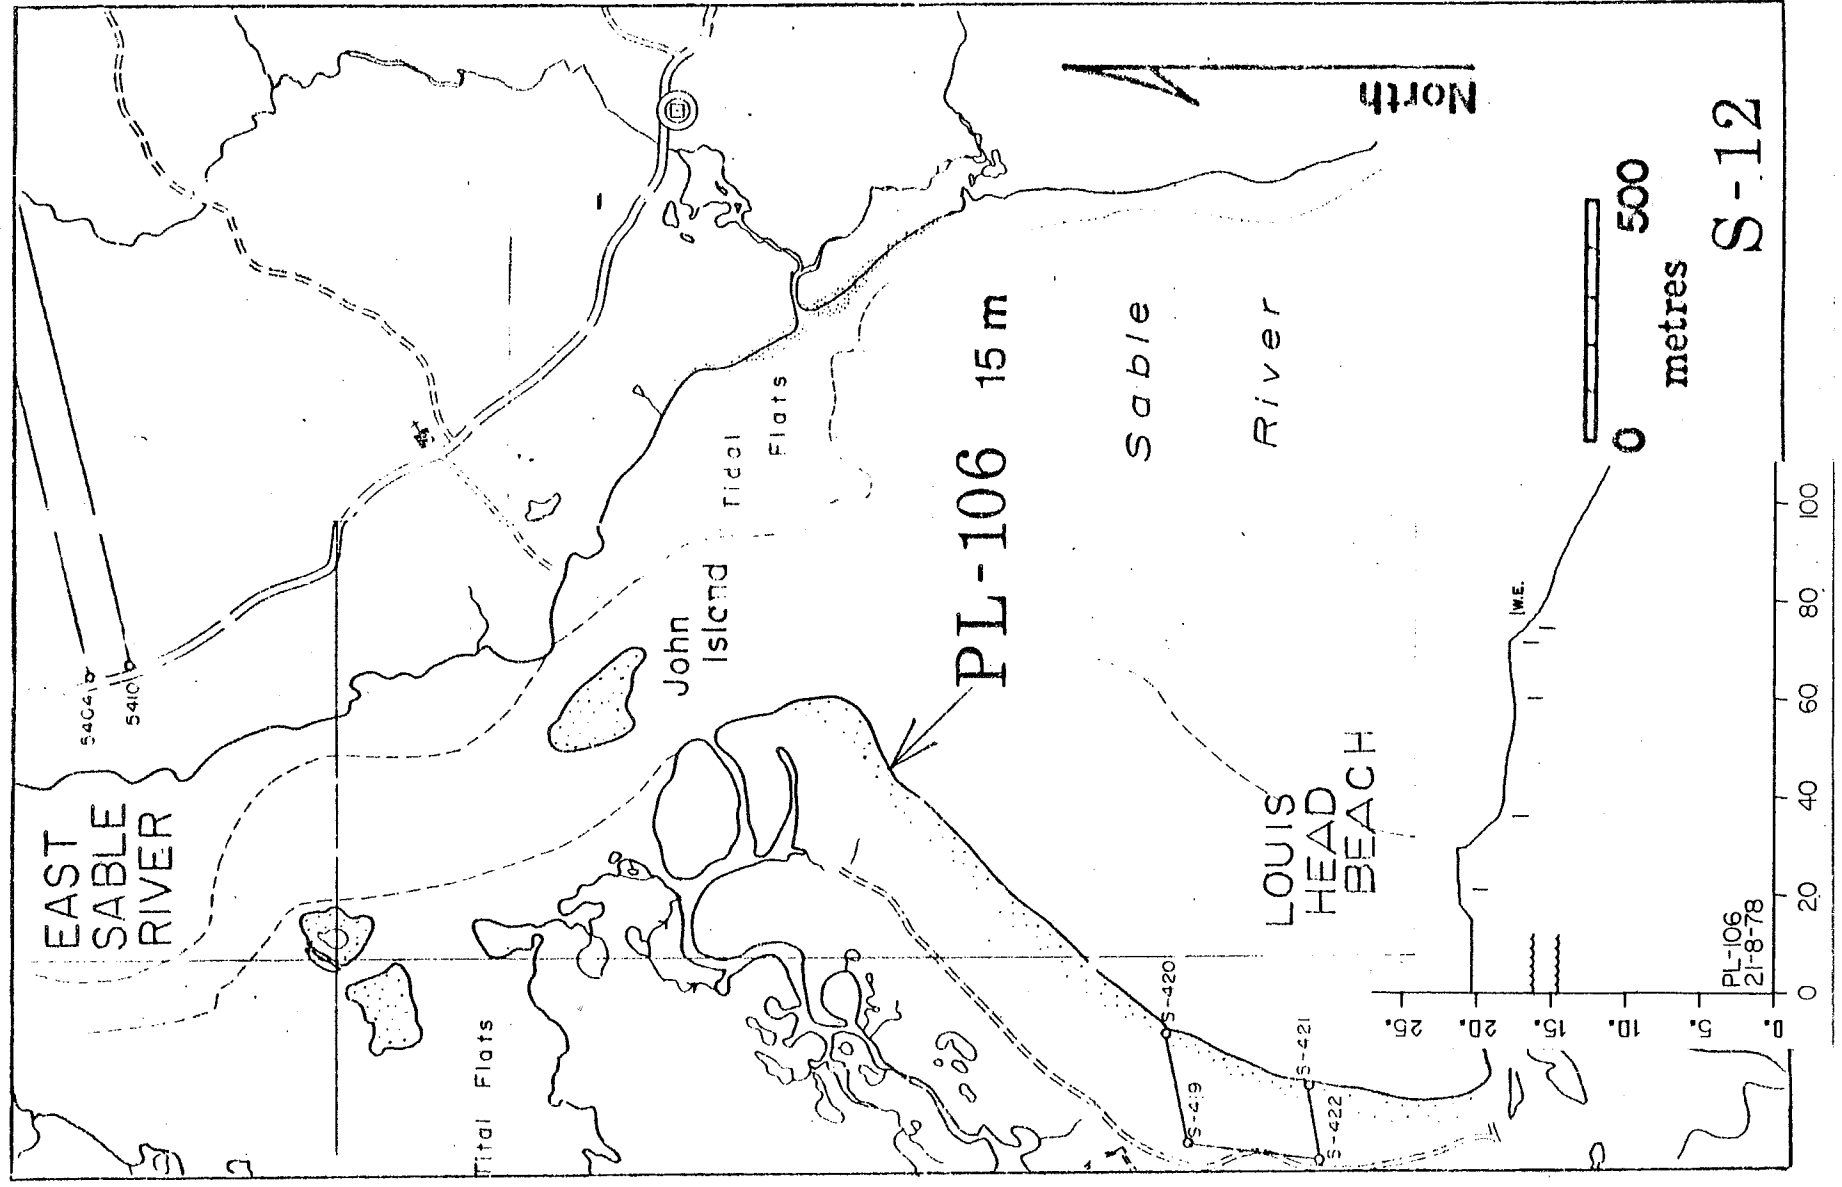 EAST
SABLE
RIVER
5404
5410
Tidal
Flats
John
Island
PL-106 15 m
Sable
River
Tital Flats
LOUIS
HEAD
BEACH
S-420
S-419
S-421
S-422
North
0 500
metres
S-12
W.E.
25. 20. 15. 10. 5. 0.
0 20 40 60 80 100
PL-106
21-8-78